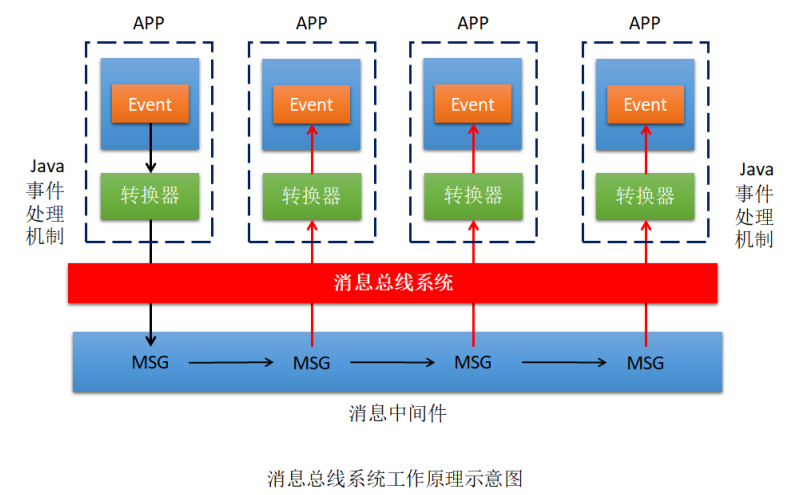 APP
APP
APP
APP
Event
Event
Event
Event
Java
事件
处理
机制
转换器
转换器
转换器
转换器
Java
事件
处理
机制
消息总线系统
MSG
MSG
MSG
MSG
消息中间件
消息总线系统工作原理示意图